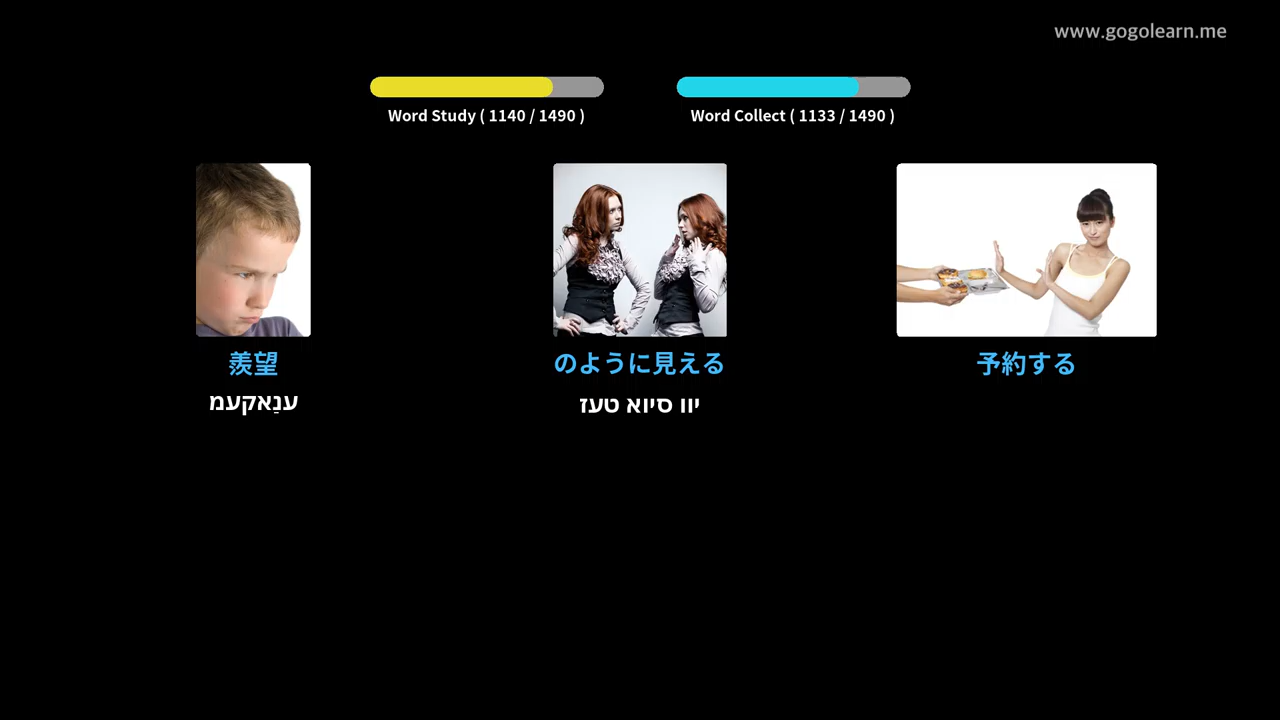 www.gogolearn.me
Word Study ( 1140 / 1490 )
Word Collect ( 1133 / 1490 )
羨望
のように見える
予約する
ענַאקעמ
יוו סיוא טעז